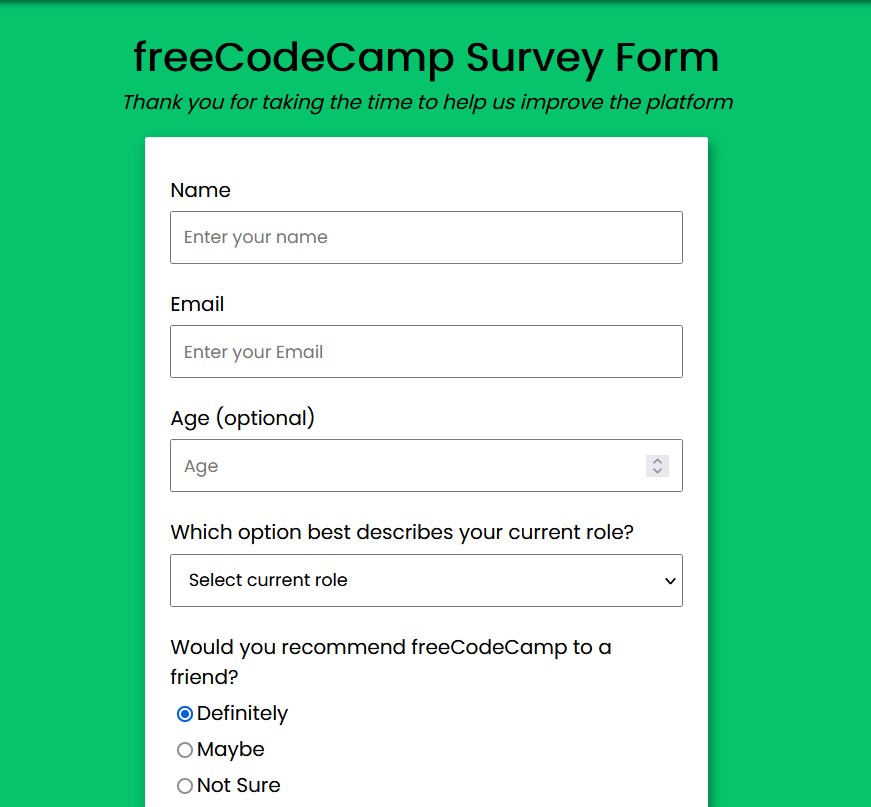 freeCodeCamp Survey Form
Thank you for taking the time to help us improve the platform
Name
Enter your name
Email
Enter your Email
Age (optional)
Age
Which option best describes your current role?
Select current role
Would you recommend freeCodeCamp to a
friend?
Definitely
Maybe
Not Sure